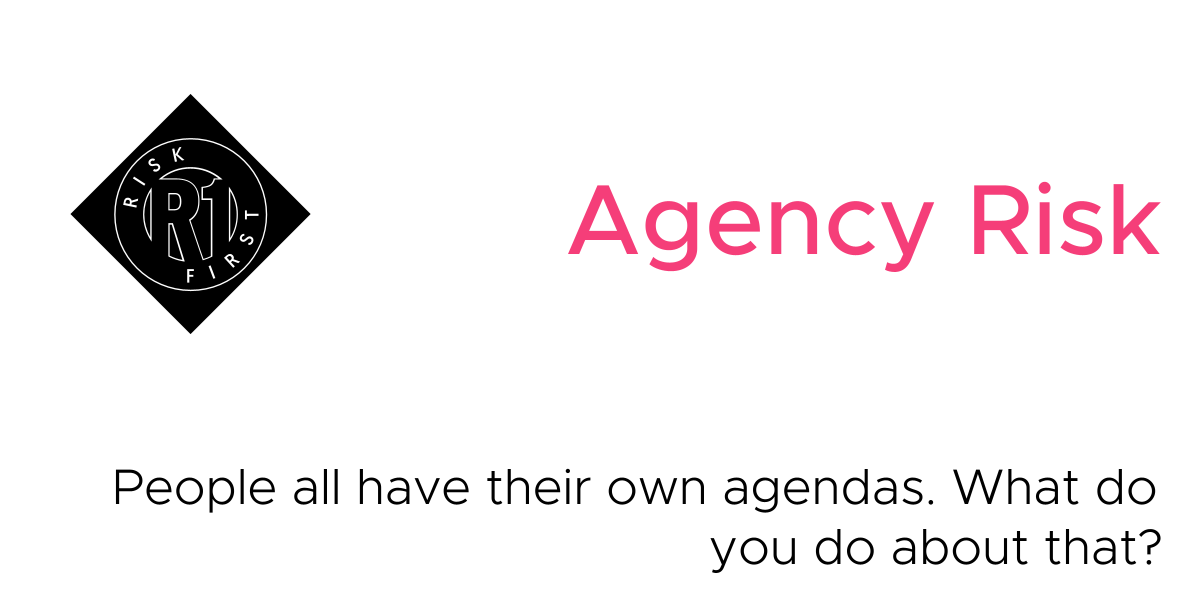 RISK
R1
FIRST
Agency Risk
People all have their own agendas. What do
you do about that?